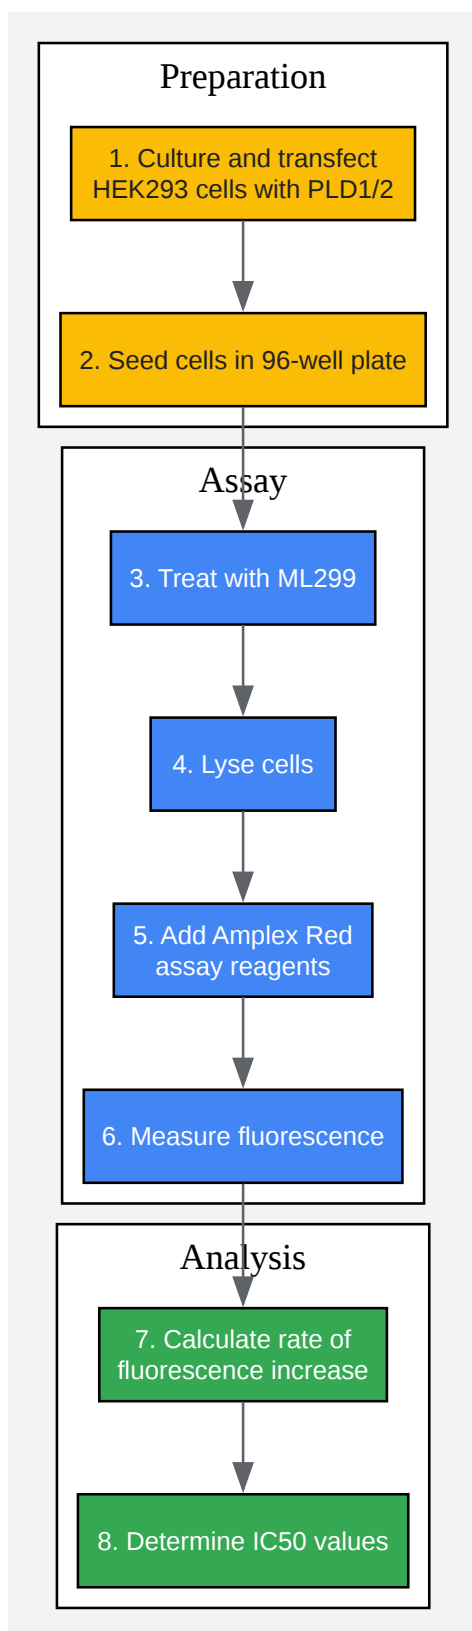 Preparation
1. Culture and transfect
HEK293 cells with PLD1/2
2. Seed cells in 96-well plate
Assay
3. Treat with ML299
4. Lyse cells
5. Add Amplex Red
assay reagents
6. Measure fluorescence
Analysis
7. Calculate rate of
fluorescence increase
8. Determine IC50 values